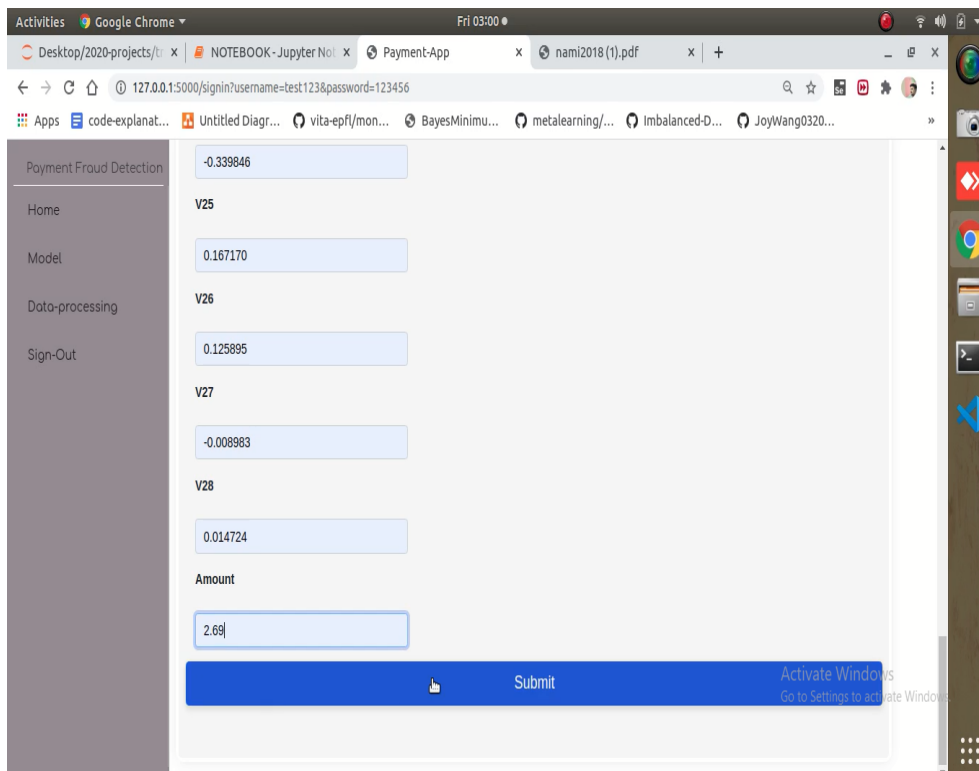 Activities Google Chrome ▾ Fri 03:00 ●
Desktop/2020-projects/t x NOTEBOOK - Jupyter No x Payment-App x nami2018 (1).pdf x +
127.0.0.1:5000/signin?username=test123&password=123456
Apps code-explanat... Untitled Diagr... vita-epfl/mon... BayesMinimu... metalearning/... Imbalanced-D... JoyWang0320... »
Payment Fraud Detection
Home
Model
Data-processing
Sign-Out
-0.339846
V25
0.167170
V26
0.125895
V27
-0.008983
V28
0.014724
Amount
2.69
Submit
Activate Windows
Go to Settings to activate Windows